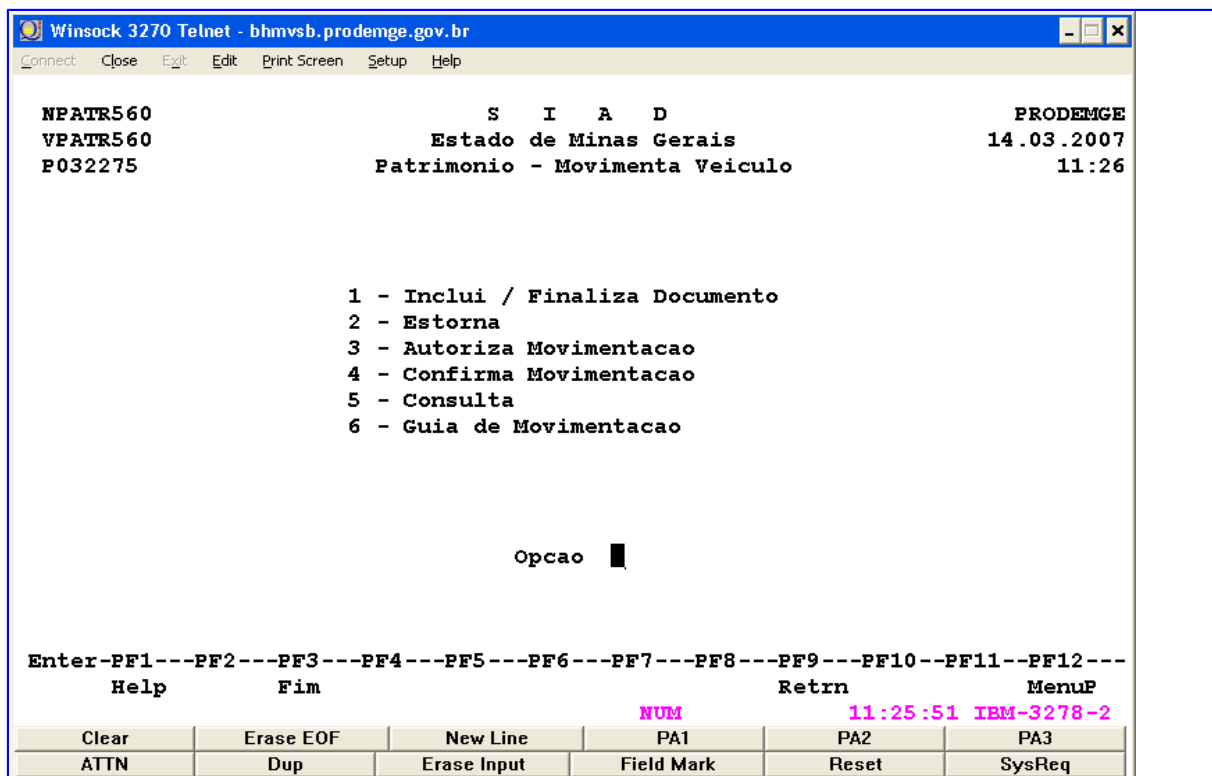 Winsock 3270 Telnet - bhmvsb.prodemge.gov.br
Connect Close Exit Edit Print Screen Setup Help
NPATR560 S I A D PRODEMGE
VPATR560 Estado de Minas Gerais 14.03.2007
P032275 Patrimonio - Movimenta Veiculo 11:26
1 - Inclui / Finaliza Documento
2 - Estorna
3 - Autoriza Movimentacao
4 - Confirma Movimentacao
5 - Consulta
6 - Guia de Movimentacao
Opcao
Enter-PF1---PF2---PF3---PF4---PF5---PF6---PF7---PF8---PF9---PF10--PF11--PF12---
Help Fim Retrn MenuP
NUM 11:25:51 IBM-3278-2
Clear Erase EOF New Line PA1 PA2 PA3
ATTN Dup Erase Input Field Mark Reset SysReq